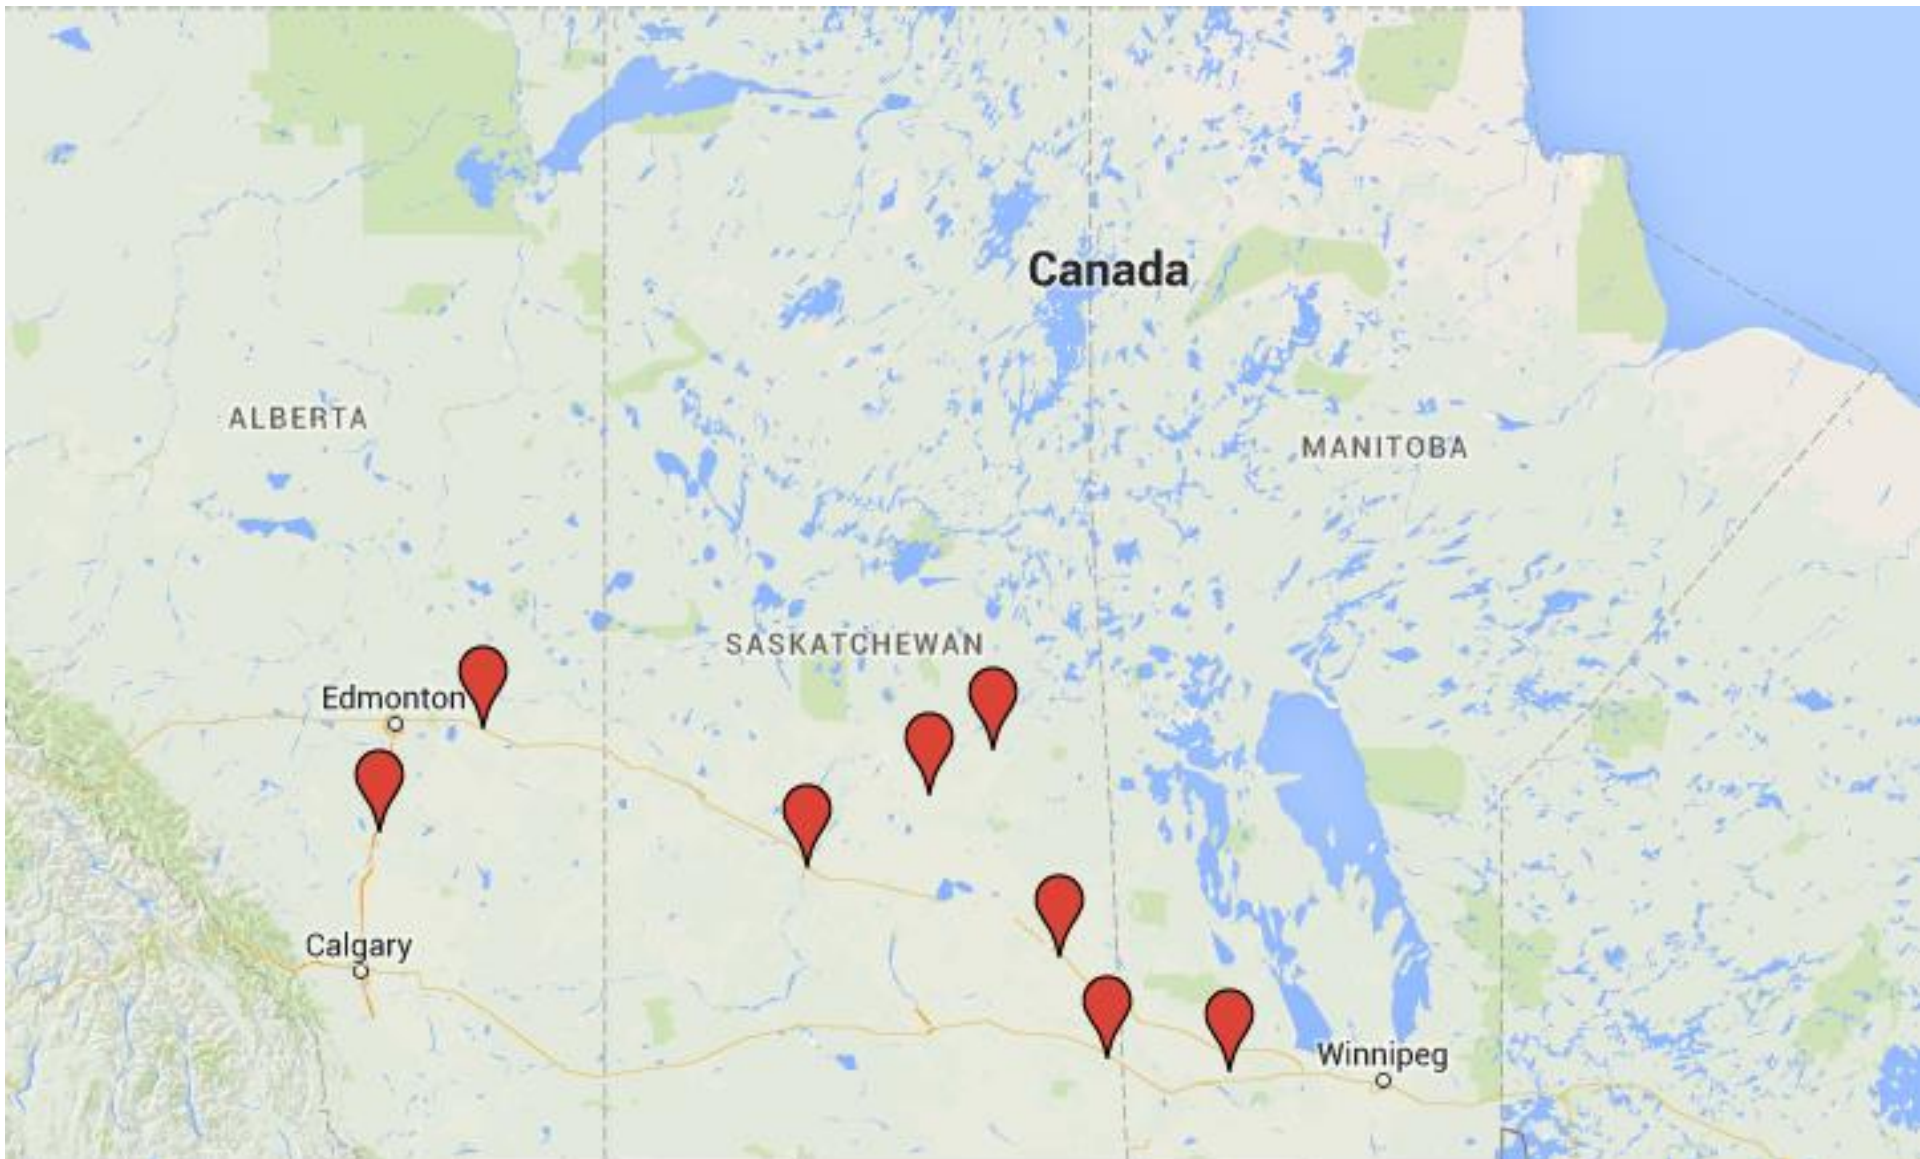 Canada
ALBERTA
MANITOBA
SASKATCHEWAN
Edmonton
Calgary
Winnipeg